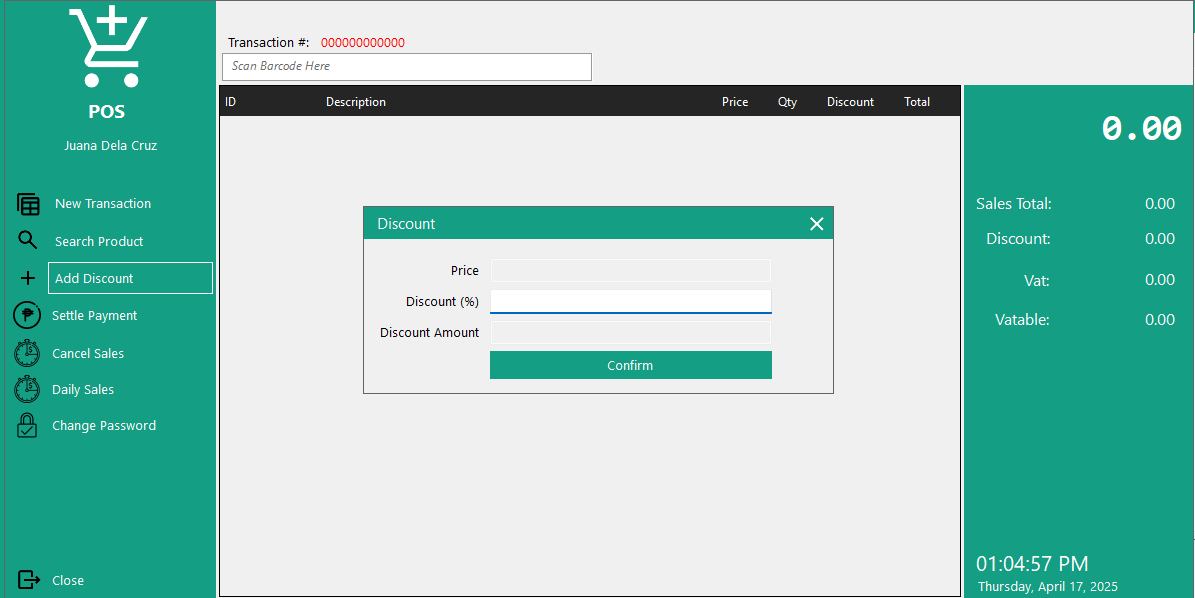 POS
Juana Dela Cruz
New Transaction
Search Product
Add Discount
Settle Payment
Cancel Sales
Daily Sales
Change Password
Close
Transaction #: 000000000000
Scan Barcode Here
ID Description Price Qty Discount Total
Discount
Price
Discount (%)
Discount Amount
Confirm
0.00
Sales Total: 0.00
Discount: 0.00
Vat: 0.00
Vatable: 0.00
01:04:57 PM
Thursday, April 17, 2025